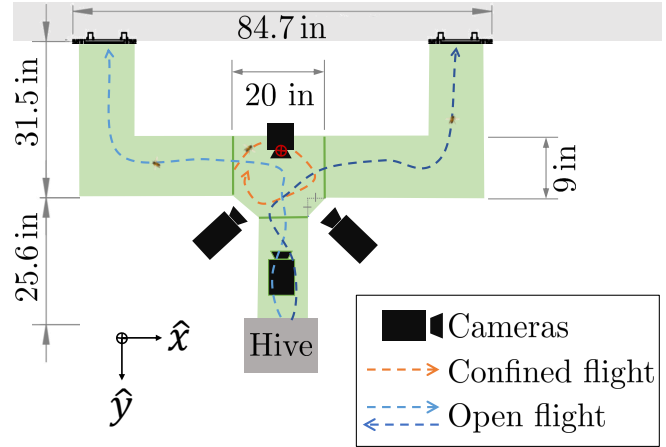 84.7 in
31.5 in
20 in
9 in
25.6 in
x̂
ŷ
Hive
Cameras
Confined flight
Open flight